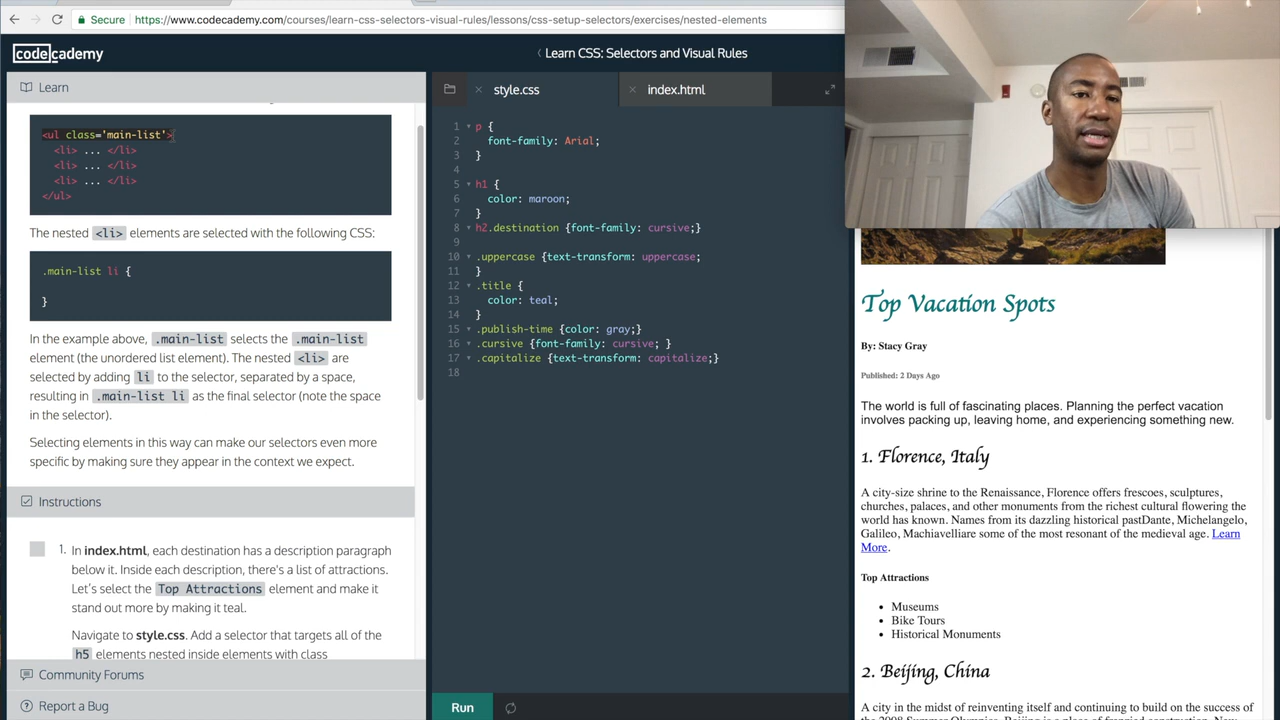 Secure https://www.codecademy.com/courses/learn-css-selectors-visual-rules/lessons/css-setup-selectors/exercises/nested-elements
codecademy
Learn CSS: Selectors and Visual Rules
Learn
<ul class='main-list'>
<li> ... </li>
<li> ... </li>
<li> ... </li>
</ul>
The nested <li> elements are selected with the following CSS:
.main-list li {
}
In the example above, .main-list selects the .main-list
element (the unordered list element). The nested <li> are
selected by adding li to the selector, separated by a space,
resulting in .main-list li as the final selector (note the space
in the selector).
Selecting elements in this way can make our selectors even more
specific by making sure they appear in the context we expect.
Instructions
1. In index.html, each destination has a description paragraph
below it. Inside each description, there's a list of attractions.
Let's select the Top Attractions element and make it
stand out more by making it teal.
Navigate to style.css. Add a selector that targets all of the
h5 elements nested inside elements with class
Community Forums
Report a Bug
style.css
index.html
1 p {
2 font-family: Arial;
3 }
4
5 h1 {
6 color: maroon;
7 }
8 h2.destination {font-family: cursive;}
9
10 .uppercase {text-transform: uppercase;
11 }
12 .title {
13 color: teal;
14 }
15 .publish-time {color: gray;}
16 .cursive {font-family: cursive; }
17 .capitalize {text-transform: capitalize;}
18
Run
Top Vacation Spots
By: Stacy Gray
Published: 2 Days Ago
The world is full of fascinating places. Planning the perfect vacation
involves packing up, leaving home, and experiencing something new.
1. Florence, Italy
A city-size shrine to the Renaissance, Florence offers frescoes, sculptures,
churches, palaces, and other monuments from the richest cultural flowering the
world has known. Names from its dazzling historical pastDante, Michelangelo,
Galileo, Machiavelliare some of the most resonant of the medieval age. Learn
More.
Top Attractions
Museums
Bike Tours
Historical Monuments
2. Beijing, China
A city in the midst of reinventing itself and continuing to build on the success of